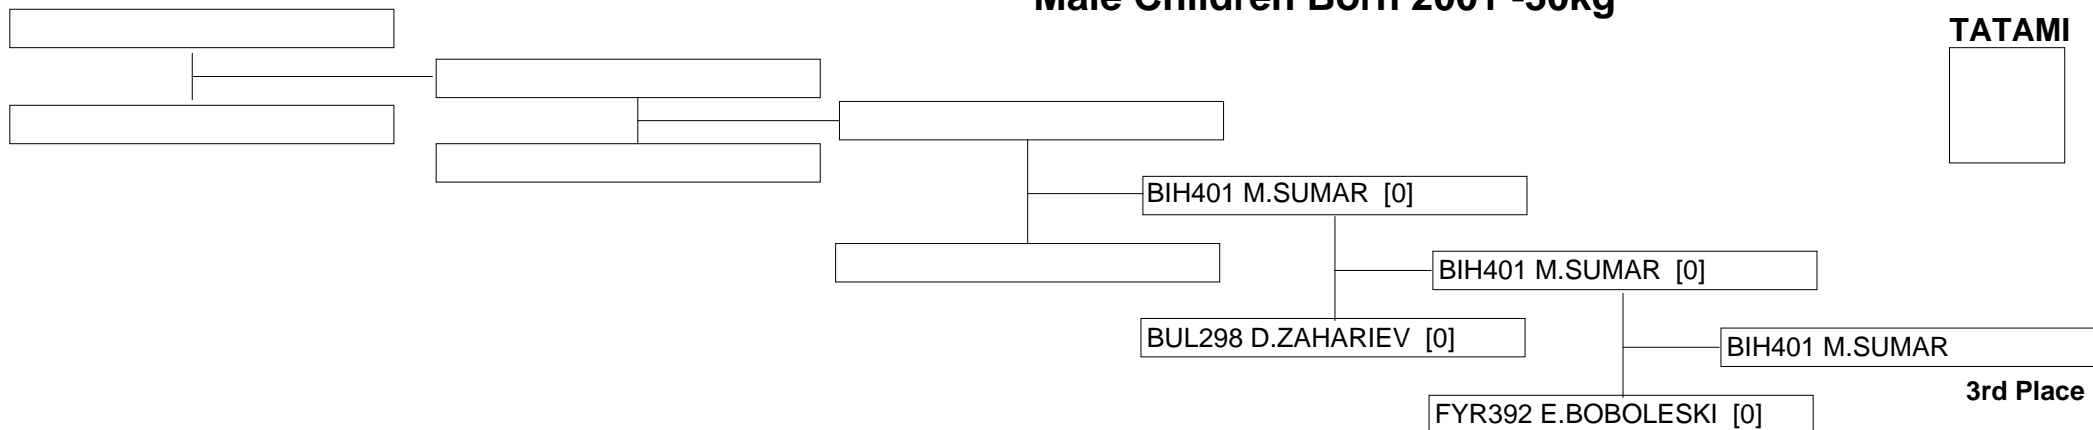 Male Children Born 2001 -30kg
TATAMI
BIH401 M.SUMAR [0]
BIH401 M.SUMAR [0]
BUL298 D.ZAHARIEV [0]
BIH401 M.SUMAR
3rd Place
FYR392 E.BOBOLESKI [0]